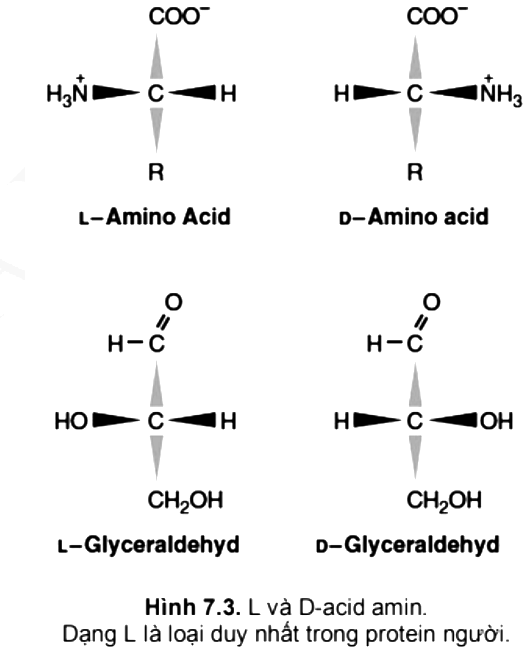 COO⁻ COO⁻
H₃N⁺ C H H C N⁺H₃
R R
L–Amino Acid D–Amino acid
O O
H–C H–C
HO C H H C OH
CH₂OH CH₂OH
L–Glyceraldehyd D–Glyceraldehyd
Hình 7.3. L và D-acid amin.
Dạng L là loại duy nhất trong protein người.